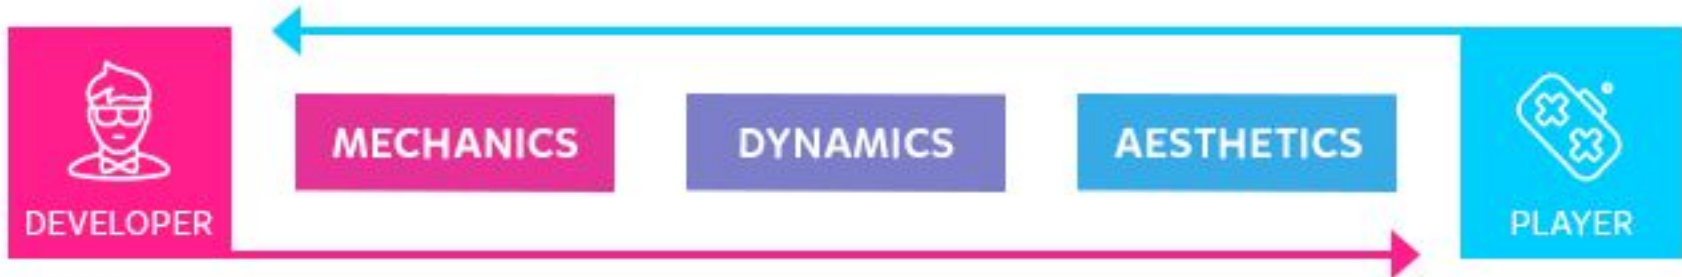 MECHANICS
DYNAMICS
AESTHETICS
DEVELOPER
PLAYER